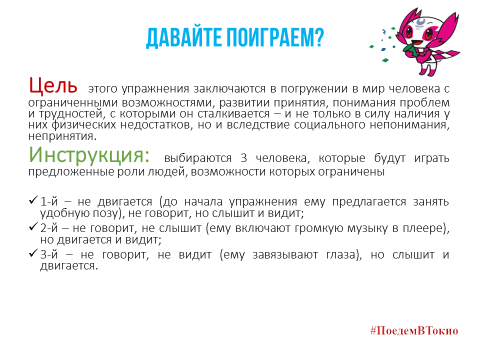 ДАВАЙТЕ ПОИГРАЕМ?
Цель этого упражнения заключаются в погружении в мир человека с
ограниченными возможностями, развитии принятия, понимания проблем
и трудностей, с которыми он сталкивается – и не только в силу наличия у
них физических недостатков, но и вследствие социального непонимания,
непринятия.
Инструкция: выбираются 3 человека, которые будут играть
предложенные роли людей, возможности которых ограничены
✓ 1-й – не двигается (до начала упражнения ему предлагается занять
удобную позу), не говорит, но слышит и видит;
✓ 2-й – не говорит, не слышит (ему включают громкую музыку в плеере),
но двигается и видит;
✓ 3-й – не говорит, не видит (ему завязывают глаза), но слышит и
двигается.
#ПоедемВТокио